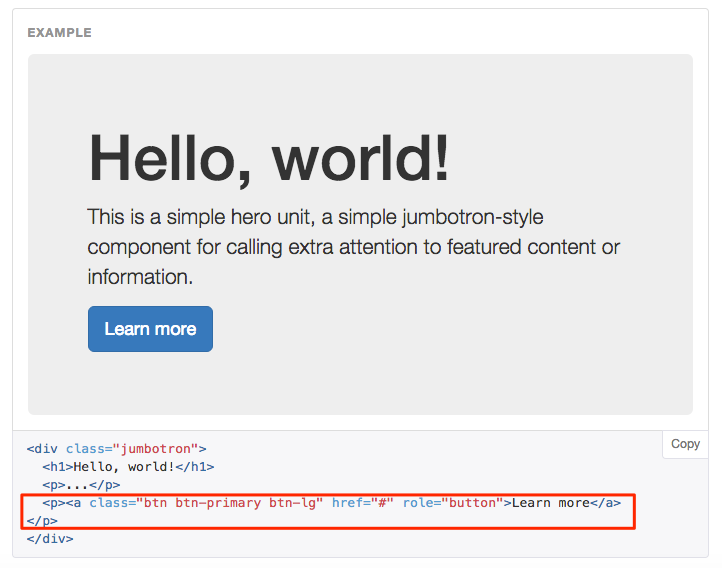 EXAMPLE
Hello, world!
This is a simple hero unit, a simple jumbotron-style
component for calling extra attention to featured content or
information.
Learn more
Copy
<div class="jumbotron">
  <h1>Hello, world!</h1>
  <p>...</p>
  <p><a class="btn btn-primary btn-lg" href="#" role="button">Learn more</a>
</p>
</div>